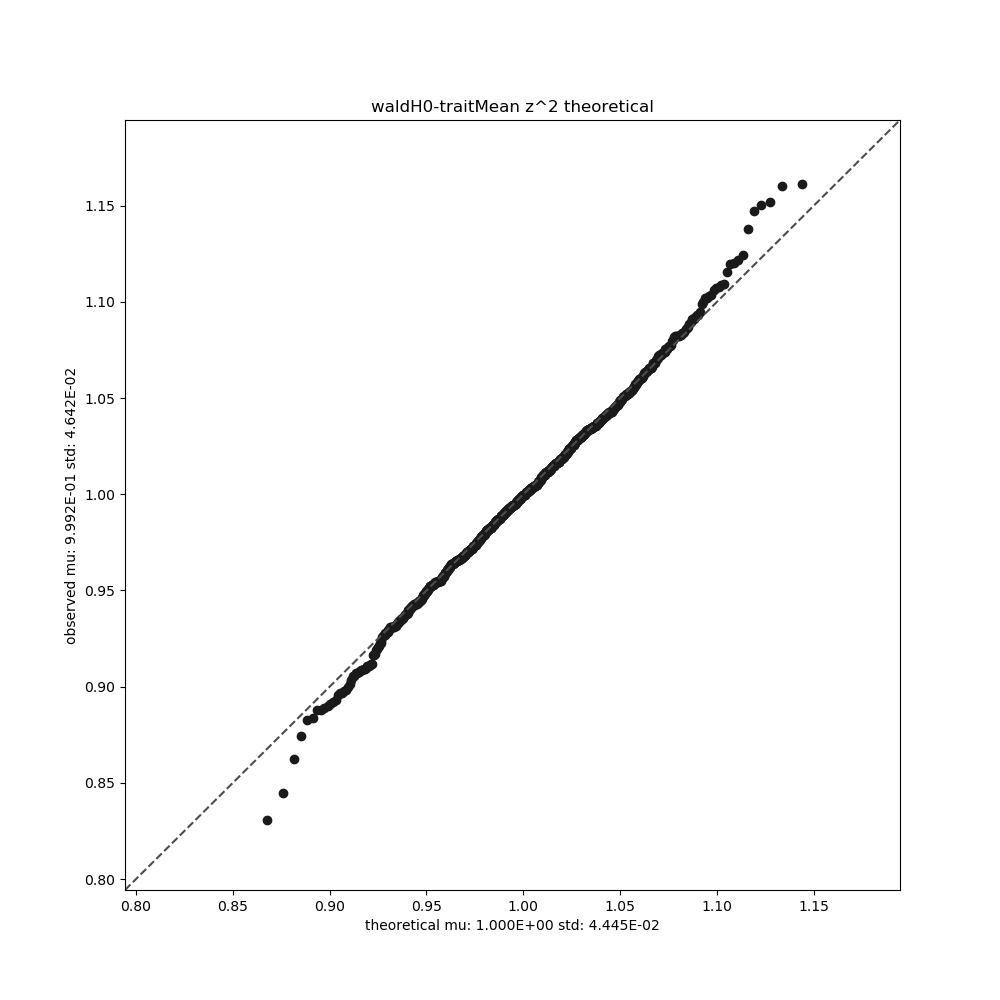 waldH0-traitMean z^2 theoretical
1.15
1.10
1.05
1.00
0.95
0.90
0.85
0.80
observed mu: 9.992E-01 std: 4.642E-02
0.80 0.85 0.90 0.95 1.00 1.05 1.10 1.15
theoretical mu: 1.000E+00 std: 4.445E-02